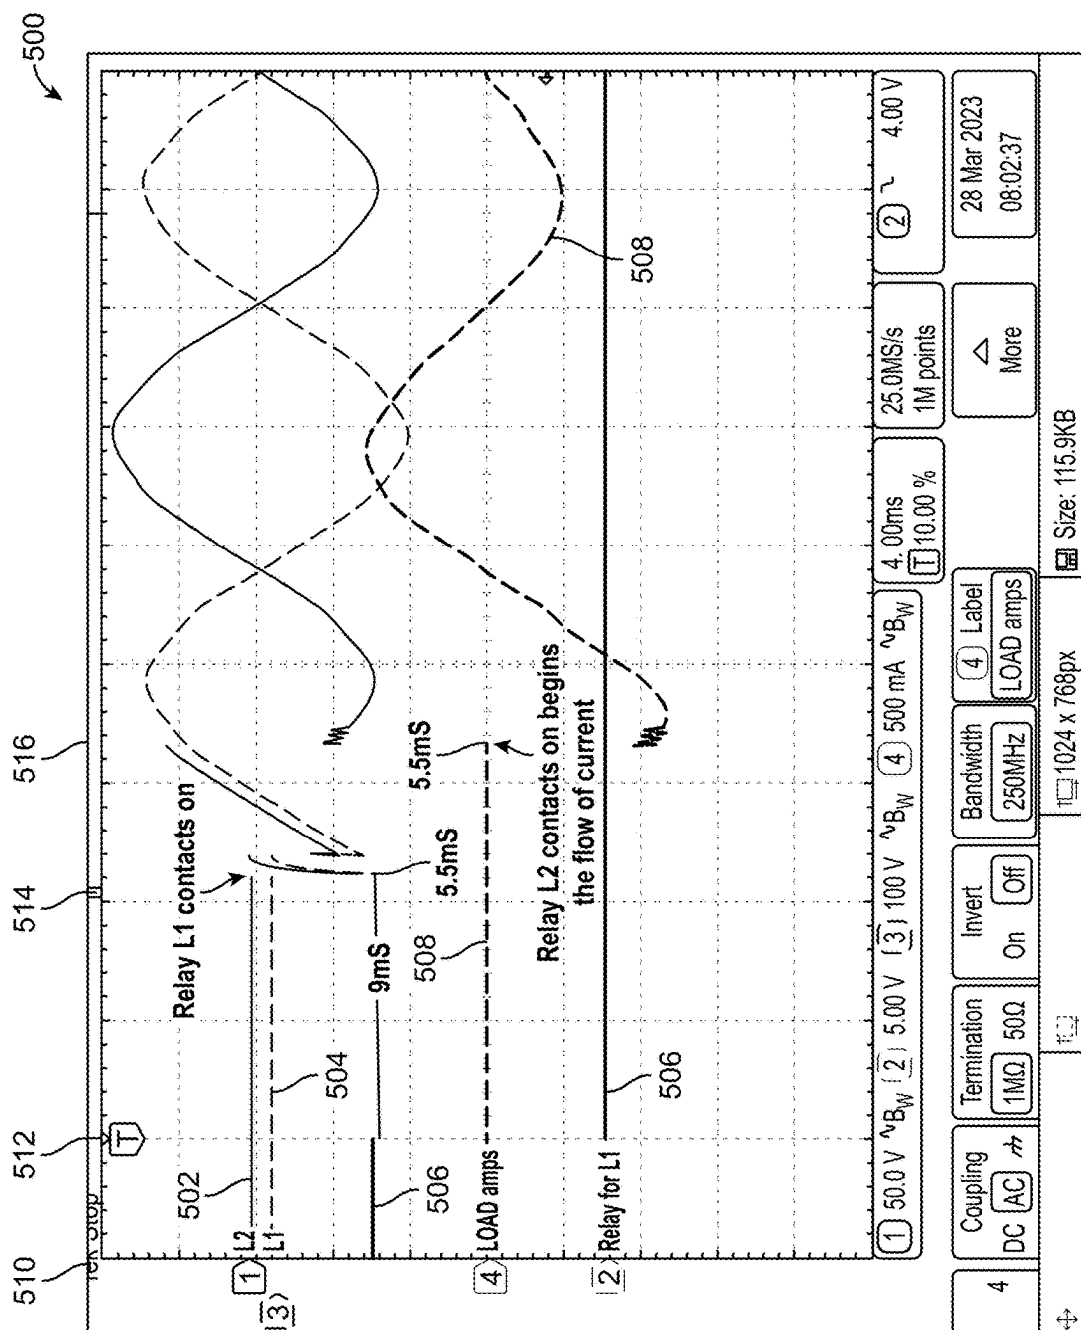 500
510
512
514
516
T
Relay L1 contacts on
1
L2
3
L1
502
504
9mS
5.5mS
5.5mS
506
508
4
LOAD amps
Relay L2 contacts on begins
the flow of current
508
2
Relay for L1
506
1 50.0 V BW 2 5.00 V 3 100 V BW 4 500 mA BW
4.00ms
T 10.00 %
25.0MS/s
1M points
2 4.00 V
4
Coupling
DC AC
Termination
1MΩ 50Ω
Invert
On Off
Bandwidth
250MHz
4 Label
LOAD amps
More
28 Mar 2023
08:02:37
1024 x 768px
Size: 115.9KB